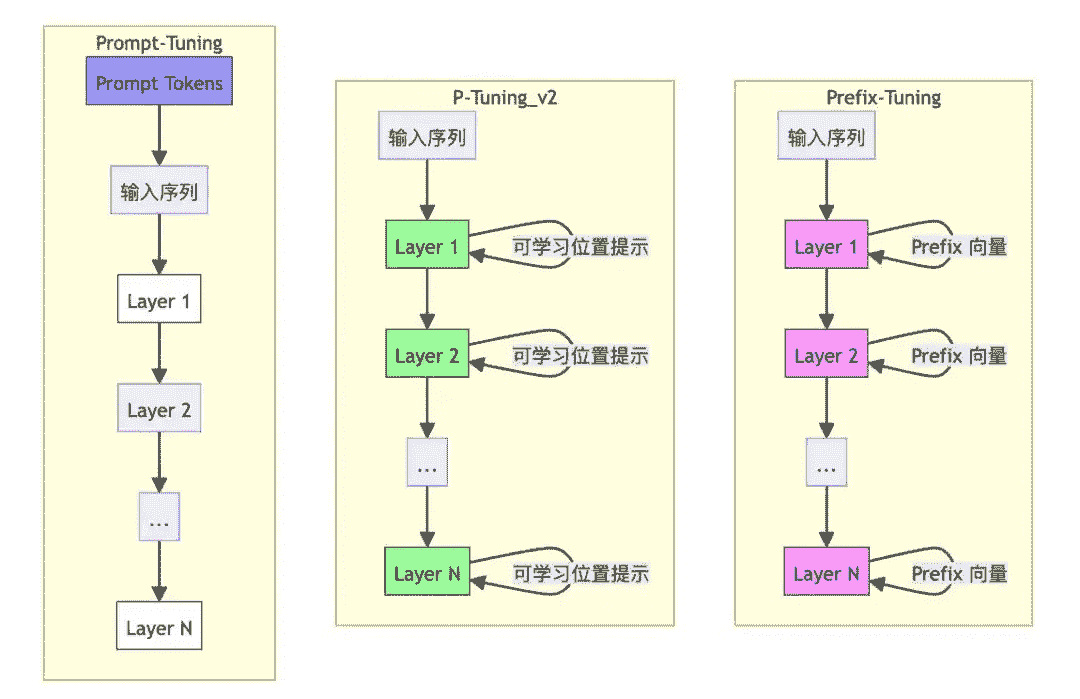 Prompt-Tuning
Prompt Tokens
输入序列
Layer 1
Layer 2
...
Layer N
P-Tuning_v2
输入序列
Layer 1
可学习位置提示
Layer 2
可学习位置提示
...
Layer N
可学习位置提示
Prefix-Tuning
输入序列
Layer 1
Prefix 向量
Layer 2
Prefix 向量
...
Layer N
Prefix 向量